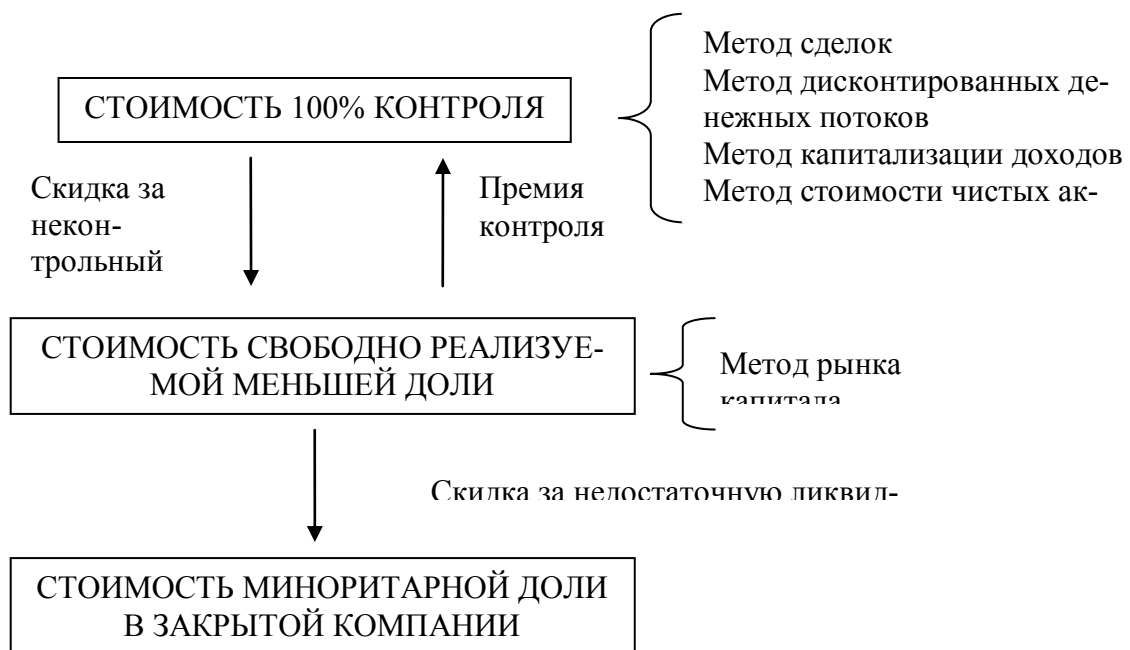 Метод сделок
Метод дисконтированных де-
нежных потоков
Метод капитализации доходов
Метод стоимости чистых ак-
СТОИМОСТЬ 100% КОНТРОЛЯ
Скидка за
некон-
трольный
Премия
контроля
СТОИМОСТЬ СВОБОДНО РЕАЛИЗУЕ-
МОЙ МЕНЬШЕЙ ДОЛИ
Метод рынка
капитала
Скидка за недостаточную ликвид-
СТОИМОСТЬ МИНОРИТАРНОЙ ДОЛИ
В ЗАКРЫТОЙ КОМПАНИИ